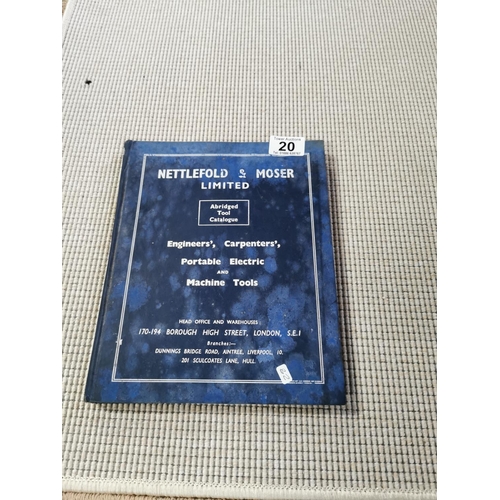 20
NETTLEFOLD & MOSER
LIMITED
Abridged
Tool
Catalogue
Engineers', Carpenters',
Portable Electric
AND
Machine Tools
HEAD OFFICE AND WAREHOUSES :
170-194 BOROUGH HIGH STREET, LONDON, S.E.1
Branches:—
DUNNINGS BRIDGE ROAD, AINTREE, LIVERPOOL, 10.
201 SCULCOATES LANE, HULL.